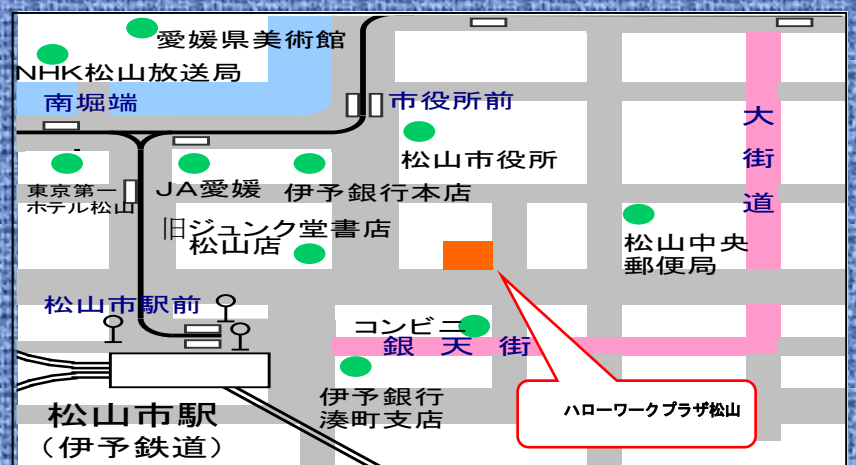 愛媛県美術館
NHK松山放送局
南堀端
市役所前
大街道
松山市役所
東京第一
ホテル松山
JA愛媛
伊予銀行本店
旧ジュンク堂書店
松山店
松山中央
郵便局
松山市駅前
コンビニ
銀天街
伊予銀行
湊町支店
ハローワークプラザ松山
松山市駅
(伊予鉄道)